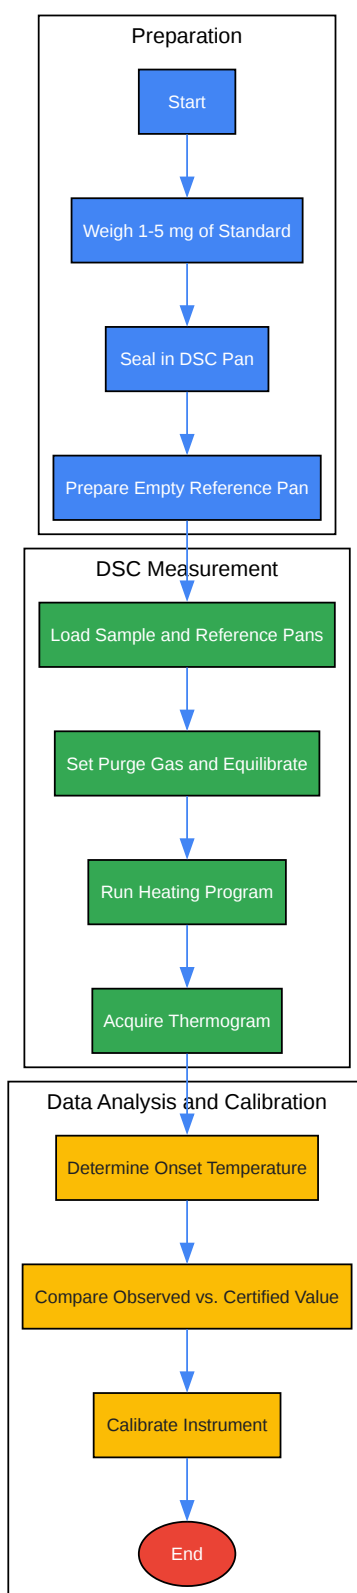 Preparation
Start
Weigh 1-5 mg of Standard
Seal in DSC Pan
Prepare Empty Reference Pan
DSC Measurement
Load Sample and Reference Pans
Set Purge Gas and Equilibrate
Run Heating Program
Acquire Thermogram
Data Analysis and Calibration
Determine Onset Temperature
Compare Observed vs. Certified Value
Calibrate Instrument
End